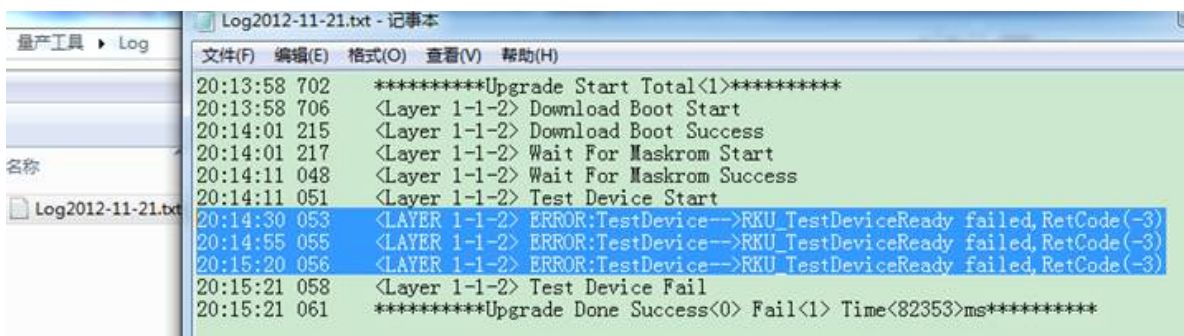 Log2012-11-21.txt - 记事本
量产工具 ▸ Log
文件(F) 编辑(E) 格式(O) 查看(V) 帮助(H)
名称
Log2012-11-21.txt
20:13:58 702 **********Upgrade Start Total<1>**********
20:13:58 706 <Layer 1-1-2> Download Boot Start
20:14:01 215 <Layer 1-1-2> Download Boot Success
20:14:01 217 <Layer 1-1-2> Wait For Maskrom Start
20:14:11 048 <Layer 1-1-2> Wait For Maskrom Success
20:14:11 051 <Layer 1-1-2> Test Device Start
20:14:30 053 <LAYER 1-1-2> ERROR:TestDevice-->RKU_TestDeviceReady failed,RetCode(-3)
20:14:55 055 <LAYER 1-1-2> ERROR:TestDevice-->RKU_TestDeviceReady failed,RetCode(-3)
20:15:20 056 <LAYER 1-1-2> ERROR:TestDevice-->RKU_TestDeviceReady failed,RetCode(-3)
20:15:21 058 <Layer 1-1-2> Test Device Fail
20:15:21 061 **********Upgrade Done Success<0> Fail<1> Time<82353>ms**********